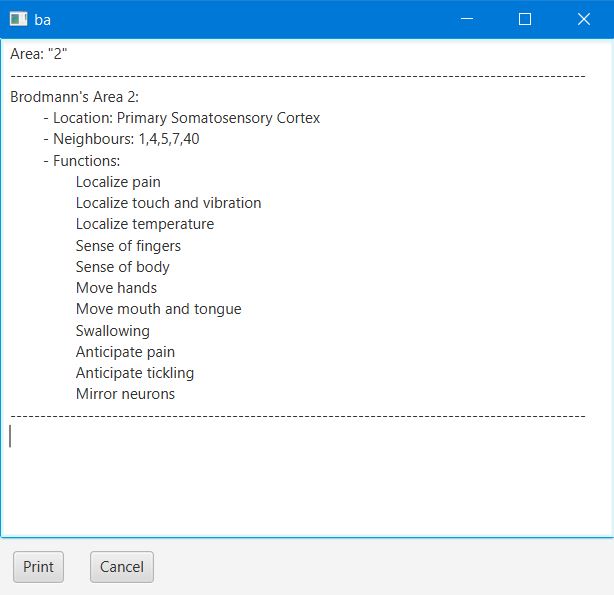 ba
Area: "2"
--------------------------------------------------------------------------------------------------
Brodmann's Area 2:
- Location: Primary Somatosensory Cortex
- Neighbours: 1,4,5,7,40
- Functions:
Localize pain
Localize touch and vibration
Localize temperature
Sense of fingers
Sense of body
Move hands
Move mouth and tongue
Swallowing
Anticipate pain
Anticipate tickling
Mirror neurons
--------------------------------------------------------------------------------------------------
Print Cancel